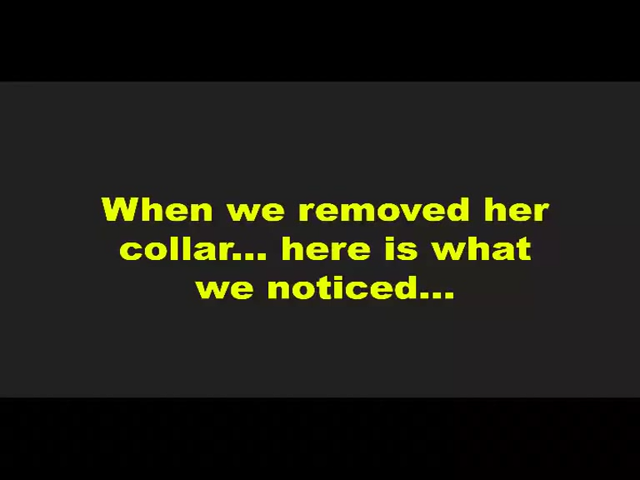 When we removed her
collar... here is what
we noticed...